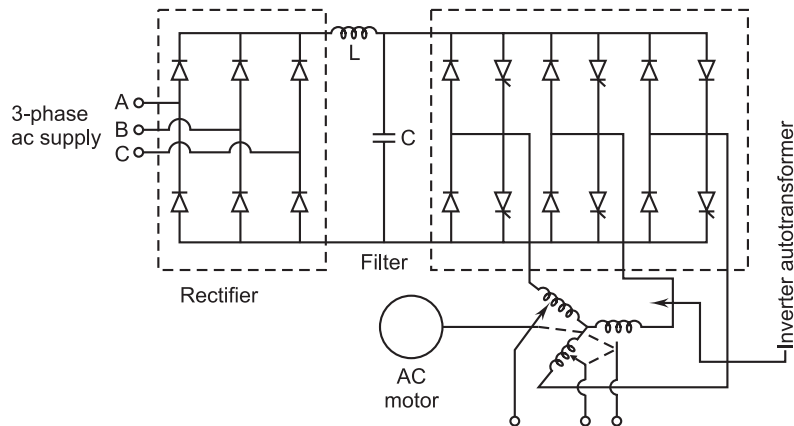 L
3-phase
ac supply
A
B
C
C
Filter
Rectifier
AC
motor
Inverter autotransformer